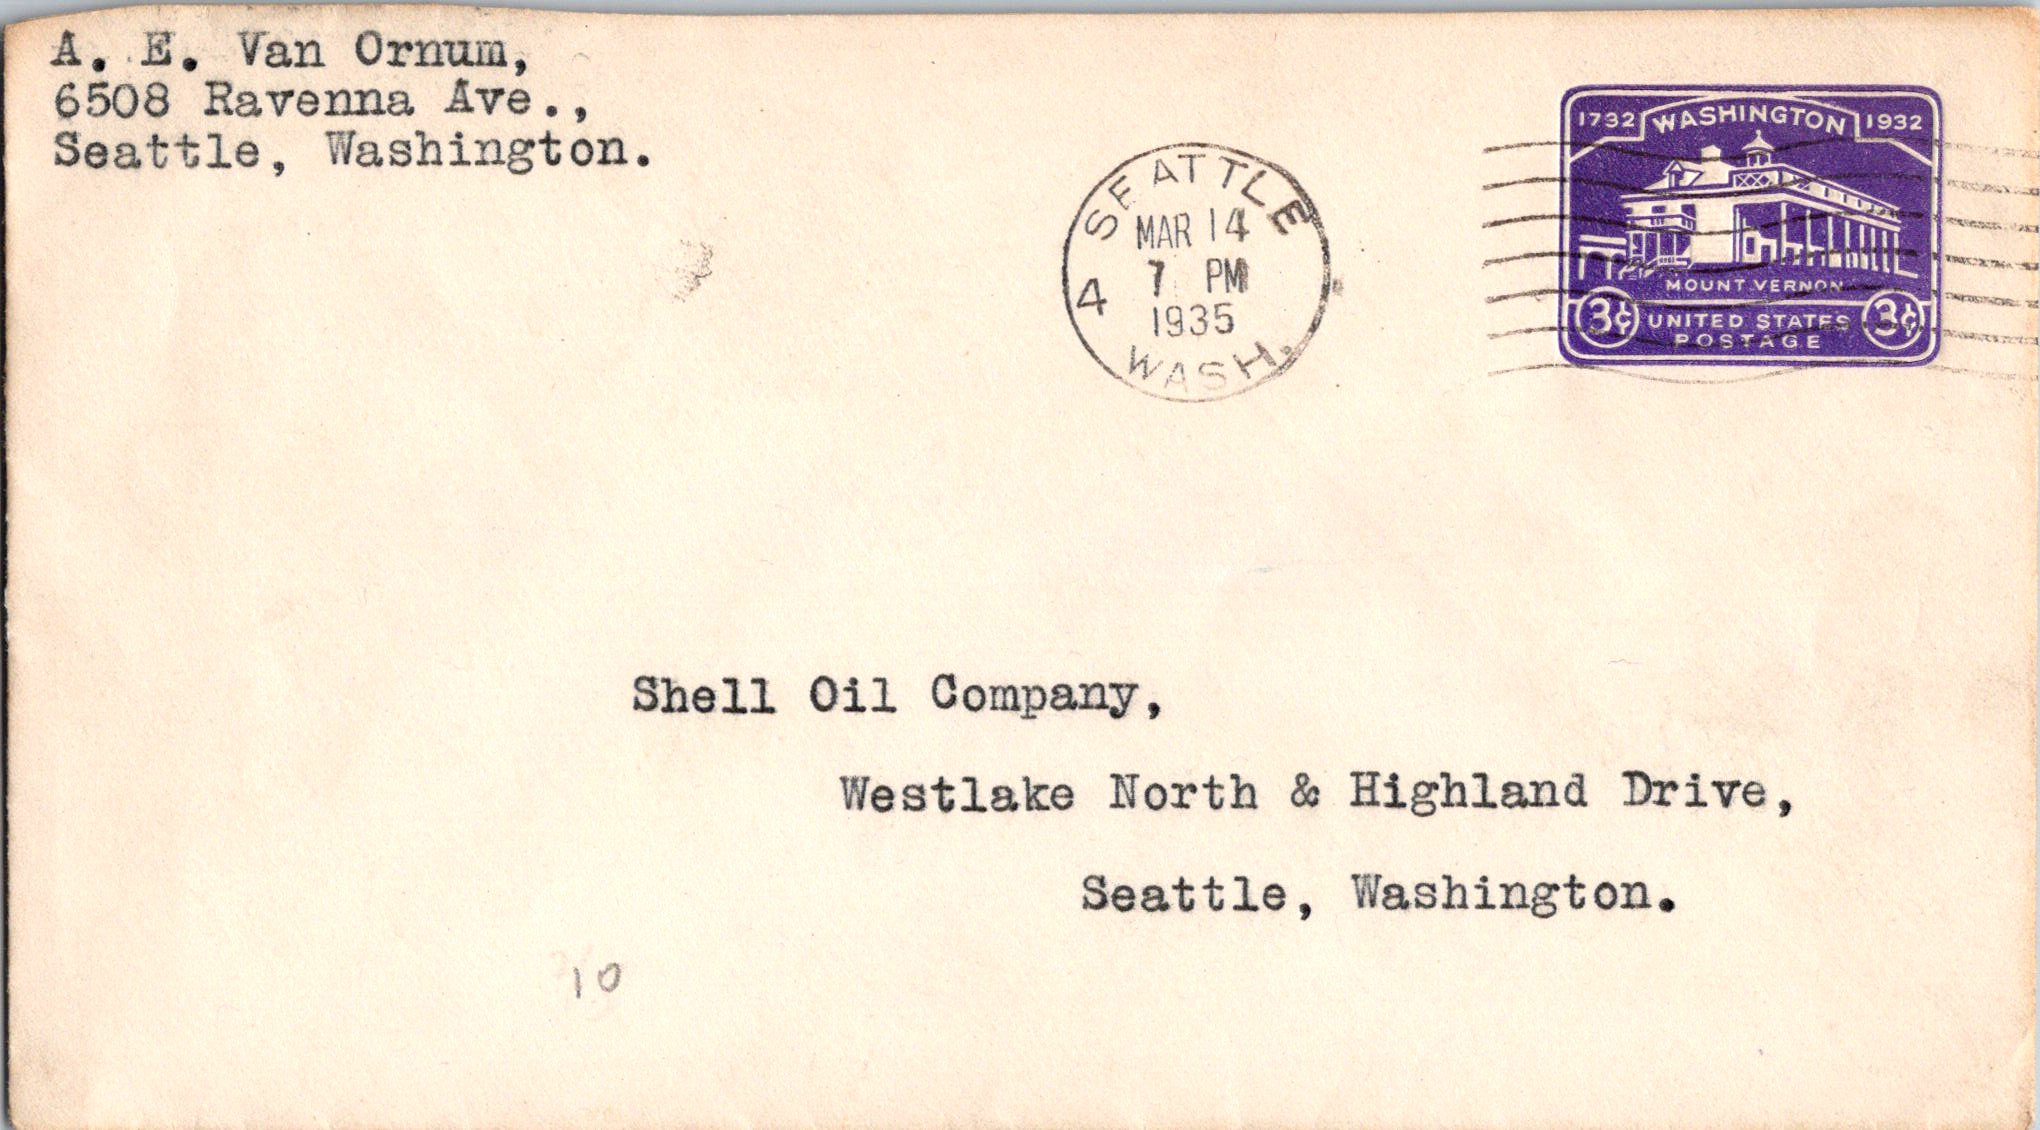 A. E. Van Ornum,
6508 Ravenna Ave.,
Seattle, Washington.
SEATTLE
MAR 14
7 PM
1935
4
WASH.
1732 WASHINGTON 1932
MOUNT VERNON
3¢ UNITED STATES 3¢
POSTAGE
Shell Oil Company,
Westlake North & Highland Drive,
Seattle, Washington.
10